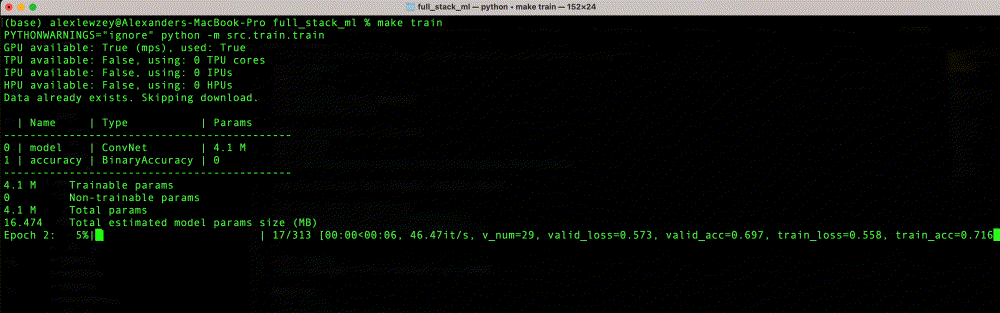 full_stack_ml — python • make train — 152×24
(base) alexlewzey@Alexanders-MacBook-Pro full_stack_ml % make train
PYTHONWARNINGS="ignore" python -m src.train.train
GPU available: True (mps), used: True
TPU available: False, using: 0 TPU cores
IPU available: False, using: 0 IPUs
HPU available: False, using: 0 HPUs
Data already exists. Skipping download.
  | Name     | Type           | Params
--------------------------------------------
0 | model    | ConvNet        | 4.1 M
1 | accuracy | BinaryAccuracy | 0
--------------------------------------------
4.1 M     Trainable params
0         Non-trainable params
4.1 M     Total params
16.474    Total estimated model params size (MB)
Epoch 2:   5%| | 17/313 [00:00<00:06, 46.47it/s, v_num=29, valid_loss=0.573, valid_acc=0.697, train_loss=0.558, train_acc=0.716